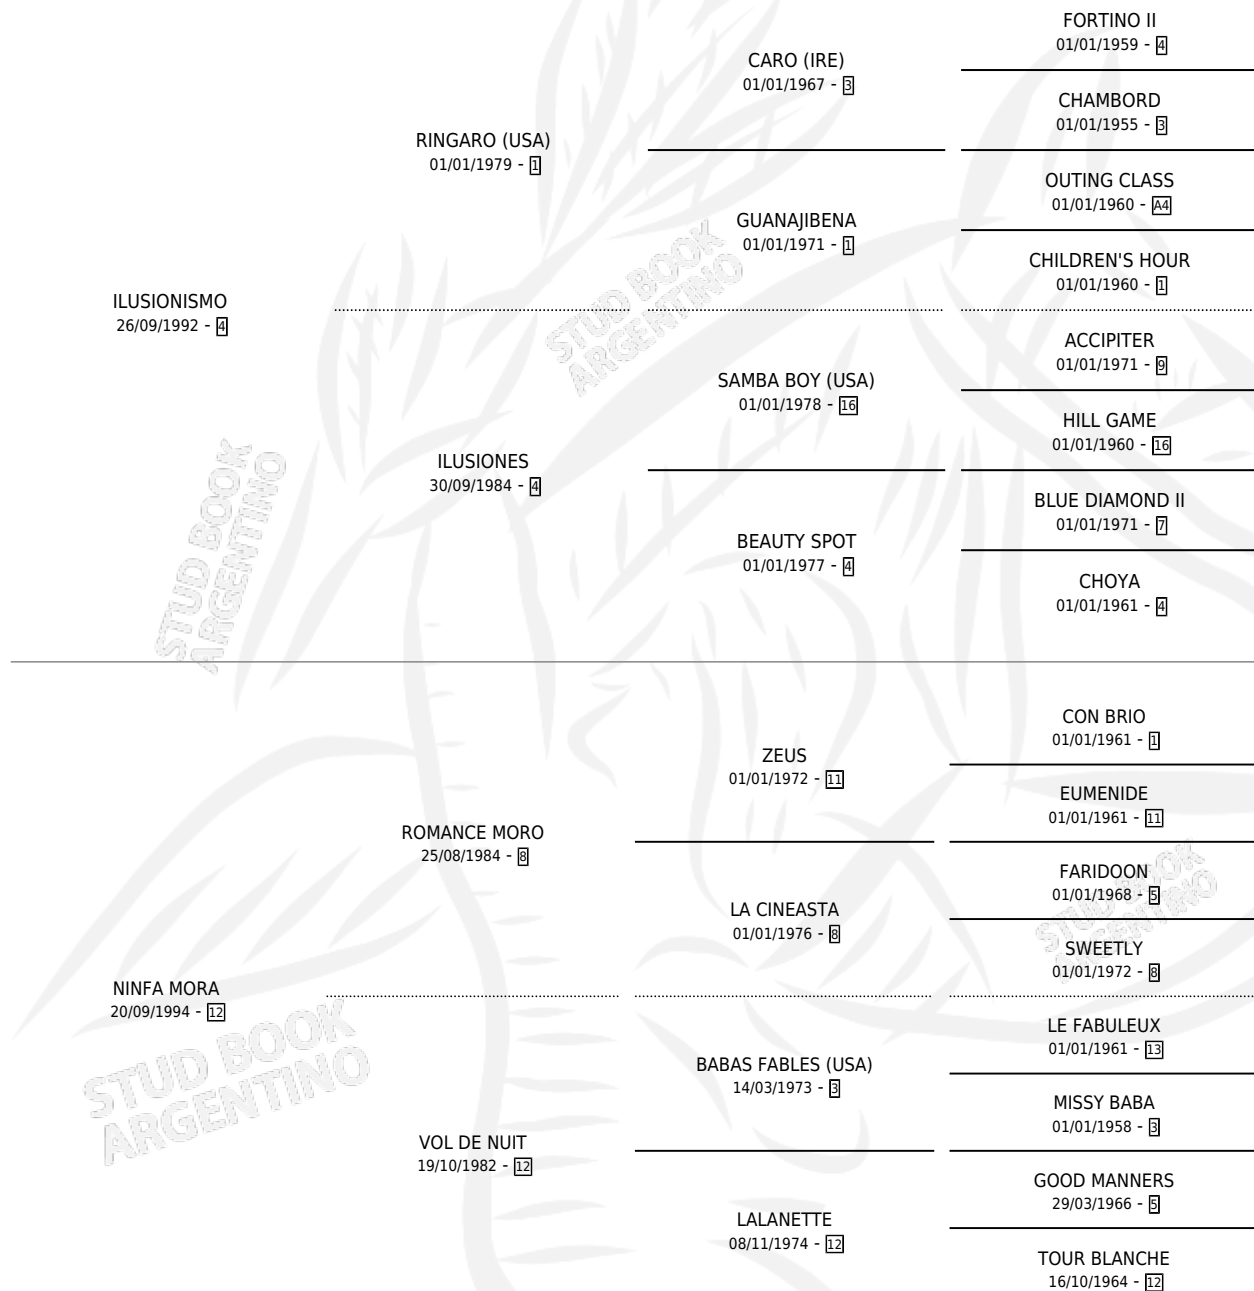 FORTINO II
01/01/1959 - 4
CARO (IRE)
01/01/1967 - 3
CHAMBORD
01/01/1955 - 3
RINGARO (USA)
01/01/1979 - 1
OUTING CLASS
01/01/1960 - A4
GUANAJIBENA
01/01/1971 - 1
CHILDREN'S HOUR
01/01/1960 - 1
ILUSIONISMO
26/09/1992 - 4
STUD BOOK
ARGENTINO
ACCIPITER
01/01/1971 - 9
SAMBA BOY (USA)
01/01/1978 - 16
HILL GAME
01/01/1960 - 16
ILUSIONES
30/09/1984 - 4
BLUE DIAMOND II
01/01/1971 - 7
BEAUTY SPOT
01/01/1977 - 4
CHOYA
01/01/1961 - 4
STUD BOOK
ARGENTINO
CON BRIO
01/01/1961 - 1
ZEUS
01/01/1972 - 11
EUMENIDE
01/01/1961 - 11
ROMANCE MORO
25/08/1984 - 8
FARIDOON
01/01/1968 - 5
LA CINEASTA
01/01/1976 - 8
SWEETLY
01/01/1972 - 8
STUD BOOK
ARGENTINO
NINFA MORA
20/09/1994 - 12
STUD BOOK
ARGENTINO
LE FABULEUX
01/01/1961 - 13
BABAS FABLES (USA)
14/03/1973 - 3
MISSY BABA
01/01/1958 - 3
VOL DE NUIT
19/10/1982 - 12
GOOD MANNERS
29/03/1966 - 5
LALANETTE
08/11/1974 - 12
TOUR BLANCHE
16/10/1964 - 12